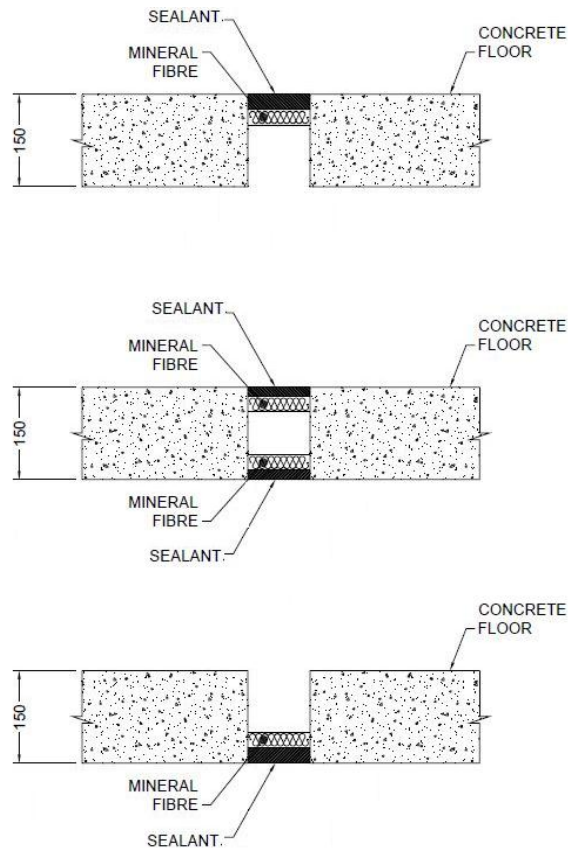 SEALANT.
CONCRETE
FLOOR
MINERAL
FIBRE
150
SEALANT.
CONCRETE
FLOOR
MINERAL
FIBRE
150
MINERAL
FIBRE
SEALANT.
CONCRETE
FLOOR
150
MINERAL
FIBRE
SEALANT.